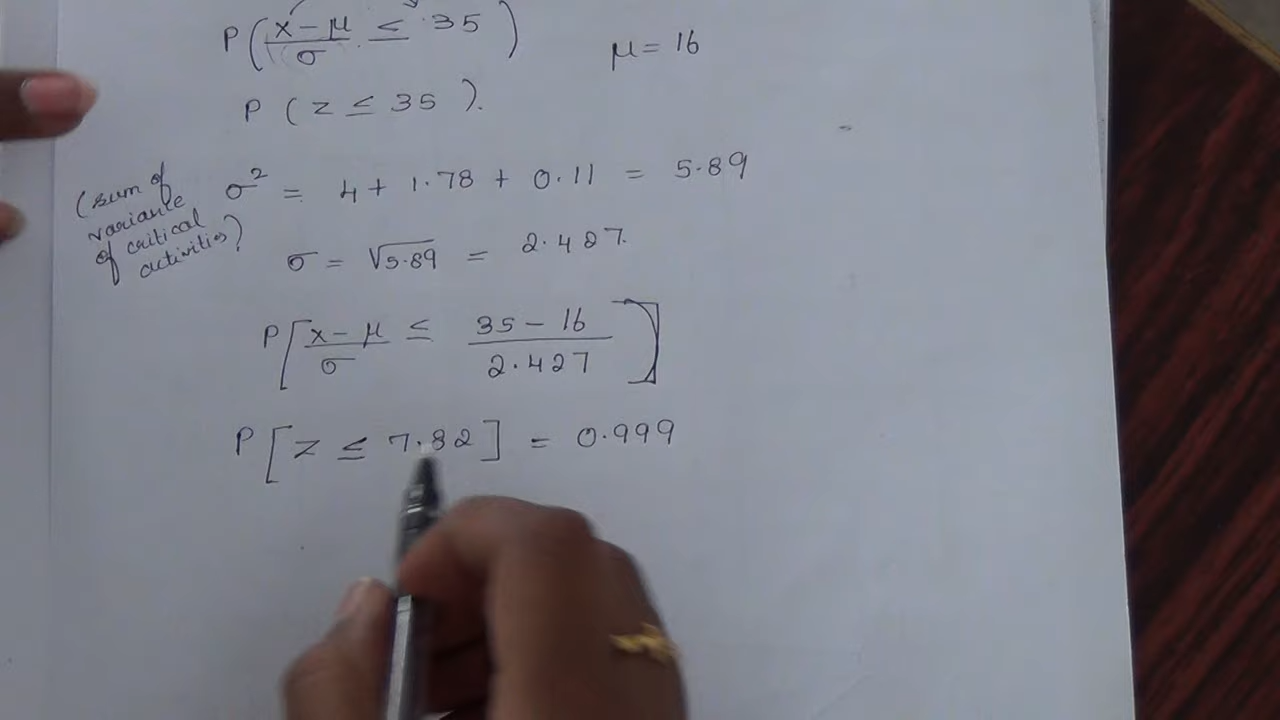 P(x-μ/σ ≤ 35)
μ = 16
P (z ≤ 35).
(sum of variance of critical activities)
σ² = 4 + 1.78 + 0.11 = 5.89
σ = √5.89 = 2.427.
P[x-μ/σ ≤ 35-16/2.427]
P[z ≤ 7.82] = 0.999